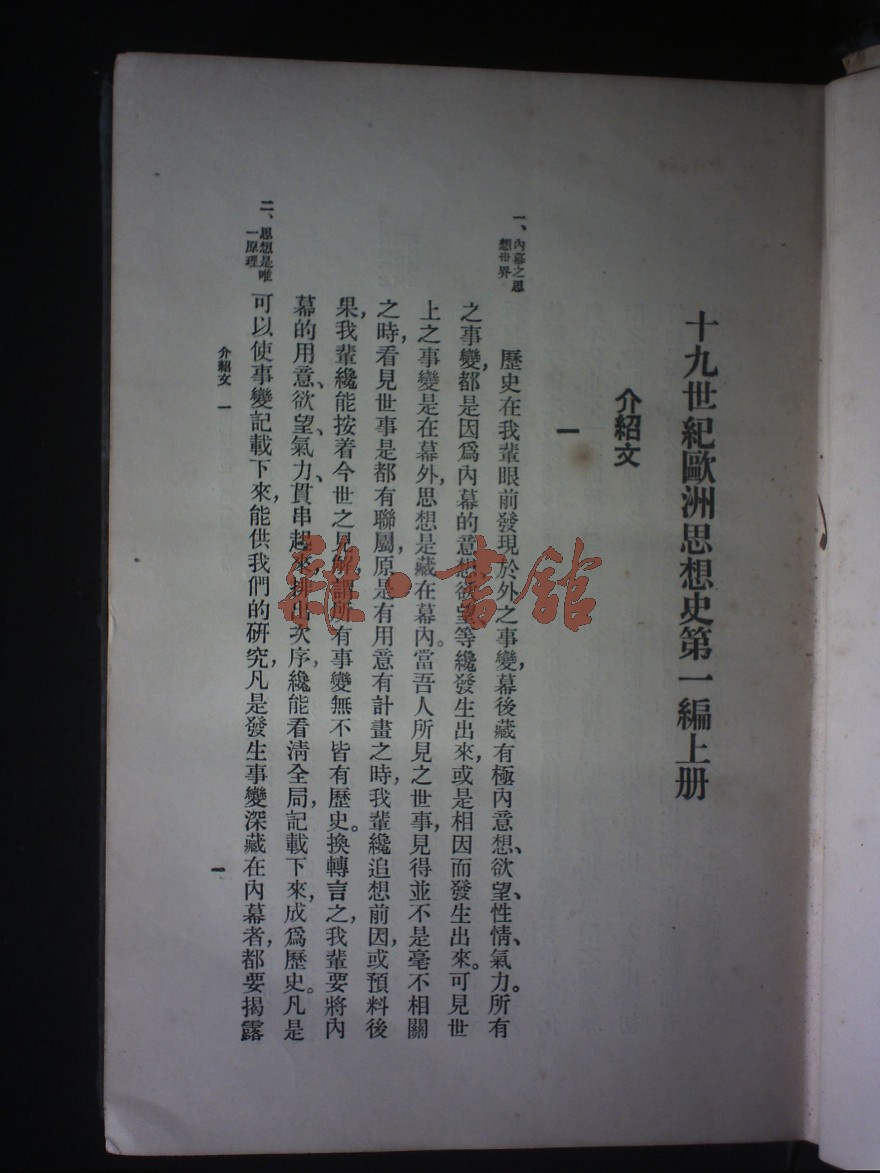 十九世紀歐洲思想史第一編上册
介紹文
一
一、內幕之思想世界
歷史在我輩眼前發現於外之事變，幕後藏有極內意想、欲望、性情、氣力。所有
之事變，都是因爲內幕的意想欲望等纔發生出來，或是相因而發生出來。可見世
上之事變是在幕外，思想是藏在幕內。當吾人所見之世事，見得並不是毫不相關
之時，看見世事是都有聯屬，原是有用意有計畫之時，我輩纔追想前因，或預料後
果，我輩纔能按着今世之見解，謂所有事變無不皆有歷史。換轉言之，我輩要將內
幕的用意、欲望、氣力、貫串起來，排出次序，纔能看淸全局，記載下來，成爲歷史。凡是
二、思想是唯一原理
可以使事變記載下來，能供我們的硏究，凡是發生事變深藏在內幕者，都要揭露
介紹文 一
一
雜·書館